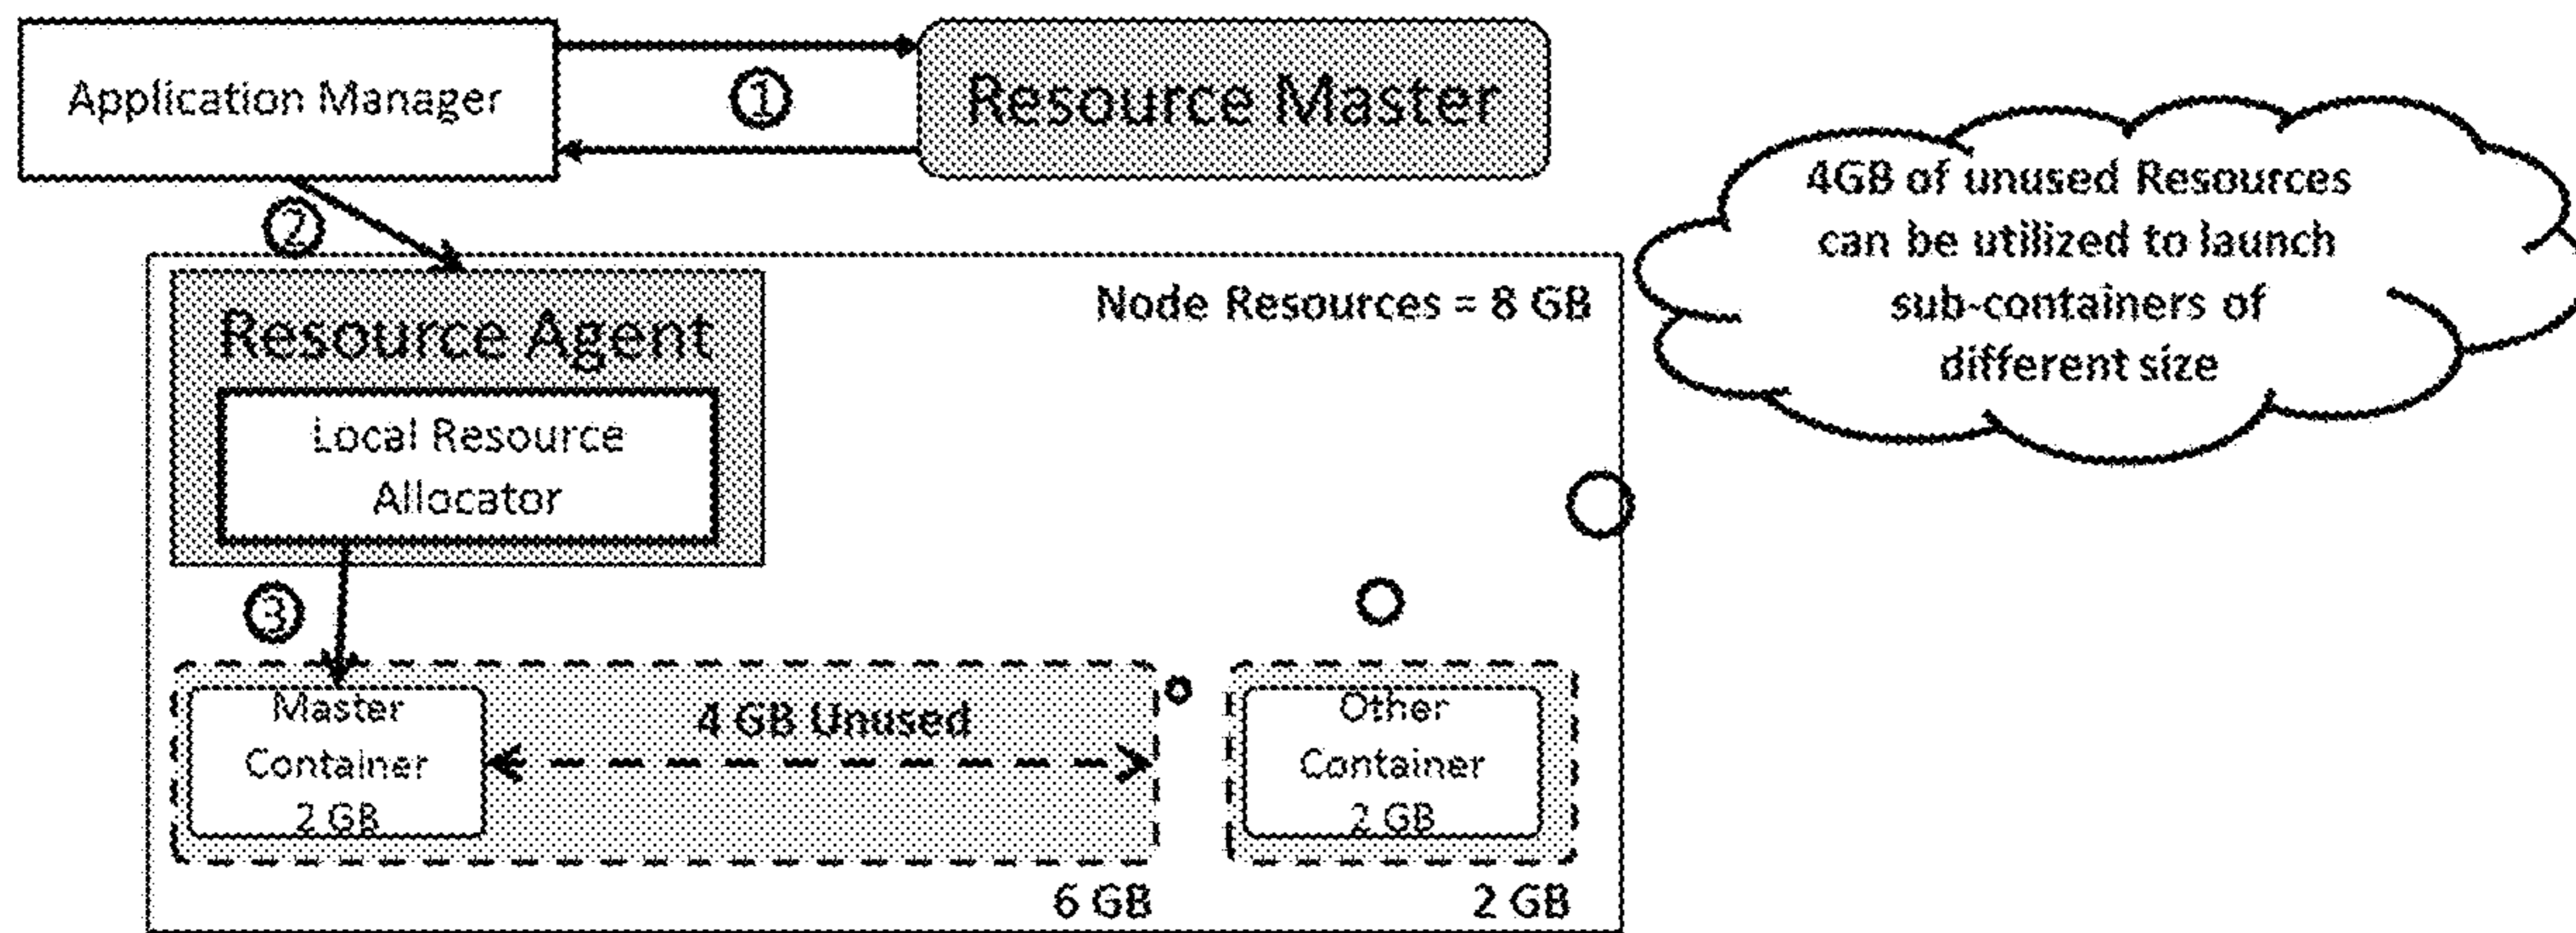 Application Manager
①
Resource Master
②
4GB of unused Resources
can be utilized to launch
sub-containers of
different size
Node Resources = 8 GB
Resource Agent
Local Resource
Allocator
③
Master
Container
2 GB
4 GB Unused
Other
Container
2 GB
6 GB
2 GB